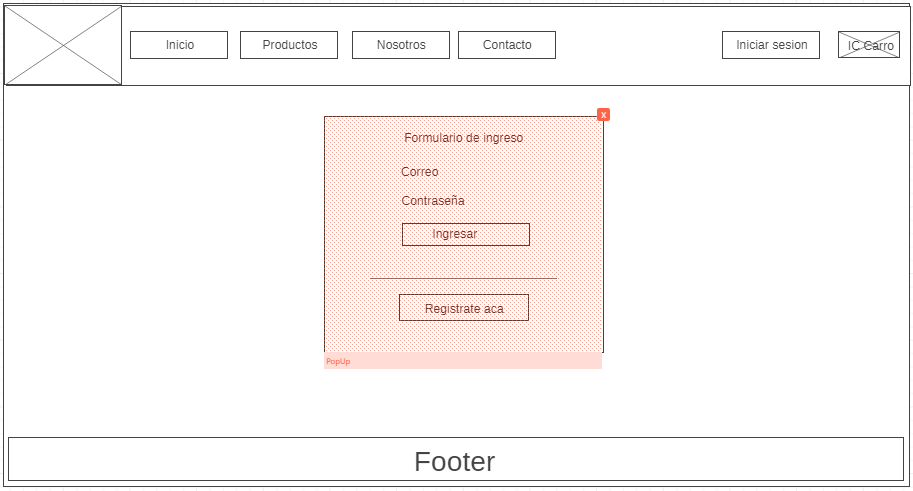 Inicio Productos Nosotros Contacto Iniciar sesion IC Carro
x
Formulario de ingreso
Correo
Contraseña
Ingresar
Registrate aca
PopUp
Footer